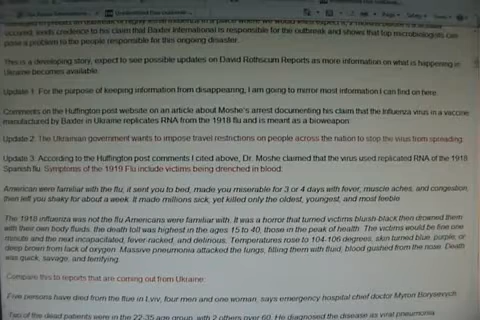 occured, lends credence to his claim that Baxter International is responsible for the outbreak and shows that top microbiologists can
pose a problem to the people responsible for this ongoing disaster.
This is a developing story, expect to see possible updates on David Rothscum Reports as more information on what is happening in
Ukraine becomes available.
Update 1: For the purpose of keeping information from disappearing, I am going to mirror most information I can find on here.
Comments on the Huffington post website on an article about Moshe's arrest documenting his claim that the Influenza virus in a vaccine
manufactured by Baxter in Ukraine replicates RNA from the 1918 flu and is meant as a bioweapon.
Update 2: The Ukrainian government wants to impose travel restrictions on people across the nation to stop the virus from spreading.
Update 3: According to the Huffington post comments I cited above, Dr. Moshe claimed that the virus used replicated RNA of the 1918
Spanish flu. Symptoms of the 1919 Flu include victims being drenched in blood.
American were familiar with the flu, it sent you to bed, made you miserable for 3 or 4 days with fever, muscle aches, and congestion,
then left you shaky for about a week. It made millions sick, yet killed only the oldest, youngest, and most feeble
The 1918 influenza was not the flu Americans were familiar with. It was a horror that turned victims bluish-black then drowned them
with their own body fluids. the death toll was highest in the ages 15 to 40, those in the peak of health. The victims would be fine one
minute and the next incapacitated, fever-racked, and delirious. Temperatures rose to 104-106 degrees, skin turned blue, purple, or
deep brown from lack of oxygen. Massive pneumonia attacked the lungs, filling them with fluid, blood gushed from the nose. Death
was quick, savage, and terrifying.
Compare this to reports that are coming out from Ukraine:
Five persons have died from the flue in Lviv, four men and one woman, says emergency hospital chief doctor Myron Borysevych.
Two of the dead patients were in the 22-35 age group, with 2 others over 60. He diagnosed the disease as viral pneumonia